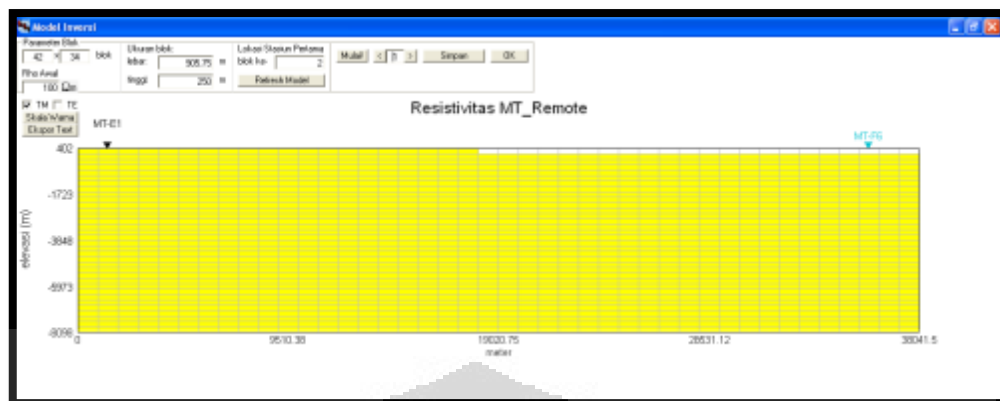 Model Inversi
Parameter Blok
42 × 34 blok
Rho Awal
100 Ωm
Ukuran blok:
lebar: 905.75 m
tinggi: 250 m
Lokasi Stasiun Pertama
blok ke- 2
Refresh Model
Mulai! < >
Simpan
OK
TM TE
Skala Warna
Ekspor Text
Resistivitas MT_Remote
MT-E1
MT-F6
402
-1723
-3848
-5973
-8098
elevasi (m)
0 9510.38 19020.75 28531.12 38041.5
meter